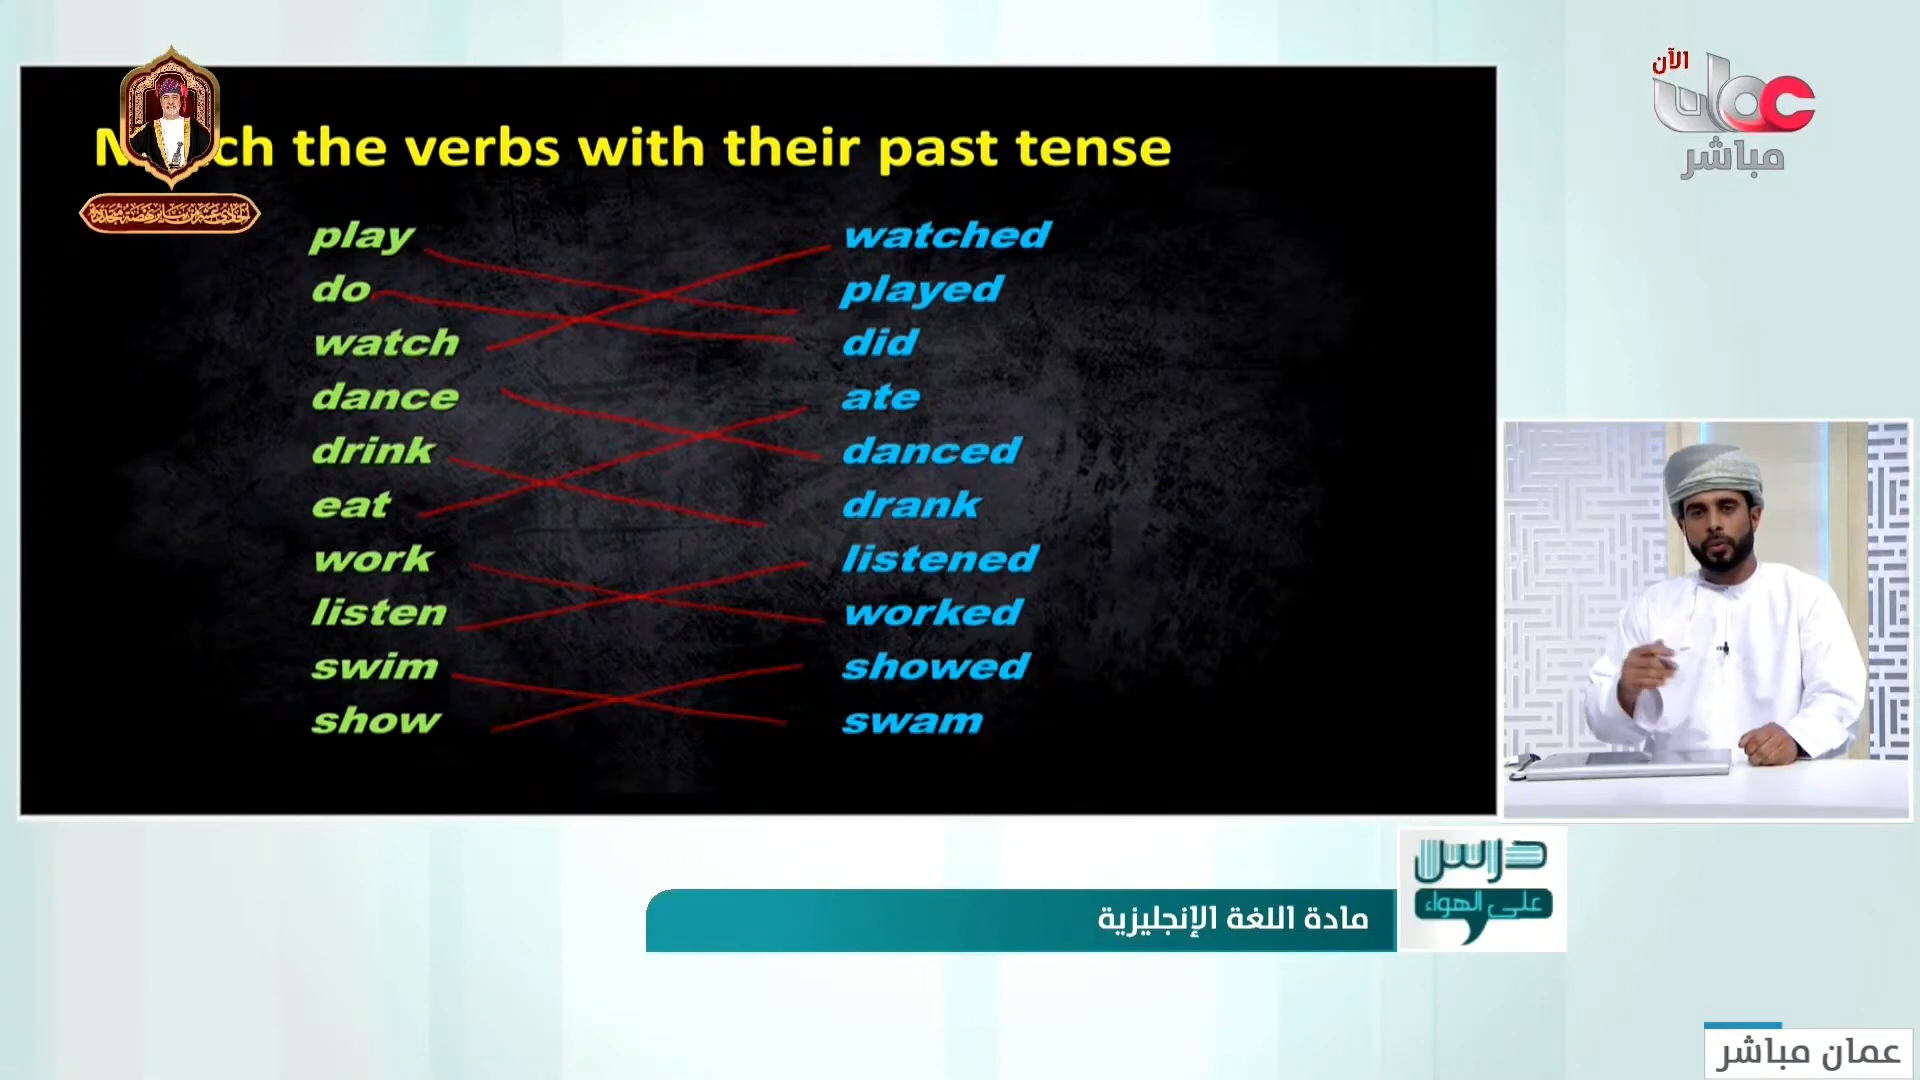 الآن
عمان
مباشر
Match the verbs with their past tense
play
do
watch
dance
drink
eat
work
listen
swim
show
watched
played
did
ate
danced
drank
listened
worked
showed
swam
درس
على الهواء
مادة اللغة الإنجليزية
عمان مباشر